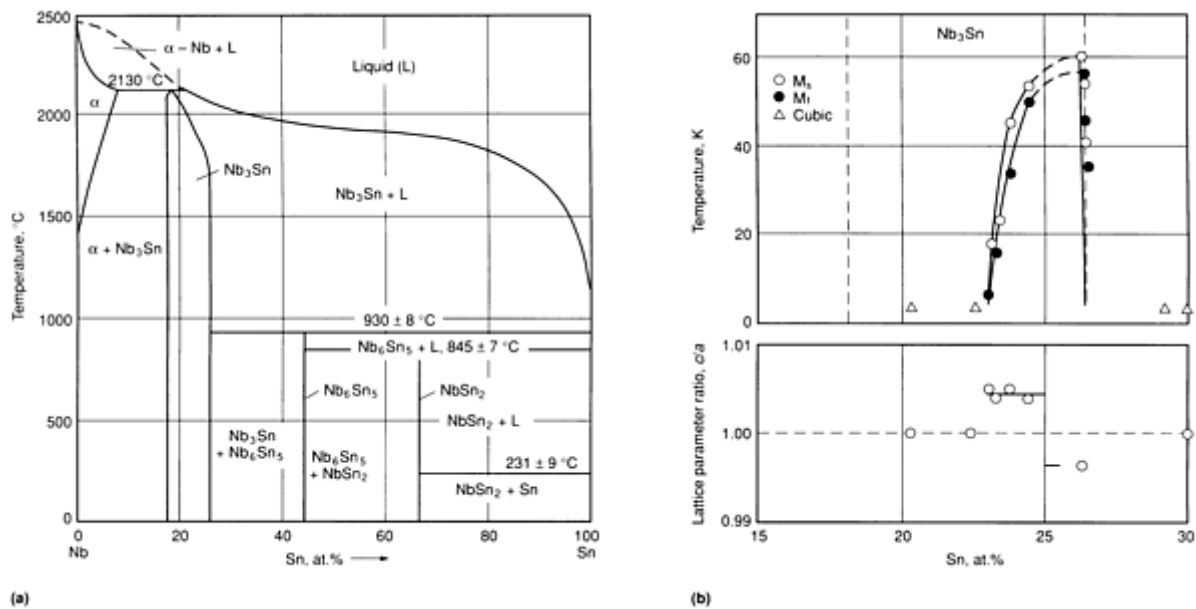 2500
2000
1500
1000
500
0
Temperature, °C
α – Nb + L
2130 °C
Liquid (L)
α
Nb₃Sn
Nb₃Sn + L
α + Nb₃Sn
930 ± 8 °C
Nb₆Sn₅ + L, 845 ± 7 °C
Nb₆Sn₅
NbSn₂
NbSn₂ + L
Nb₃Sn
+ Nb₆Sn₅
Nb₆Sn₅
+ NbSn₂
231 ± 9 °C
NbSn₂ + Sn
0 20 40 60 80 100
Nb Sn, at.% Sn
(a)
Nb₃Sn
60
40
20
0
Temperature, K
Mₛ
M_f
Cubic
1.01
1.00
0.99
Lattice parameter ratio, c/a
15 20 25 30
Sn, at.%
(b)